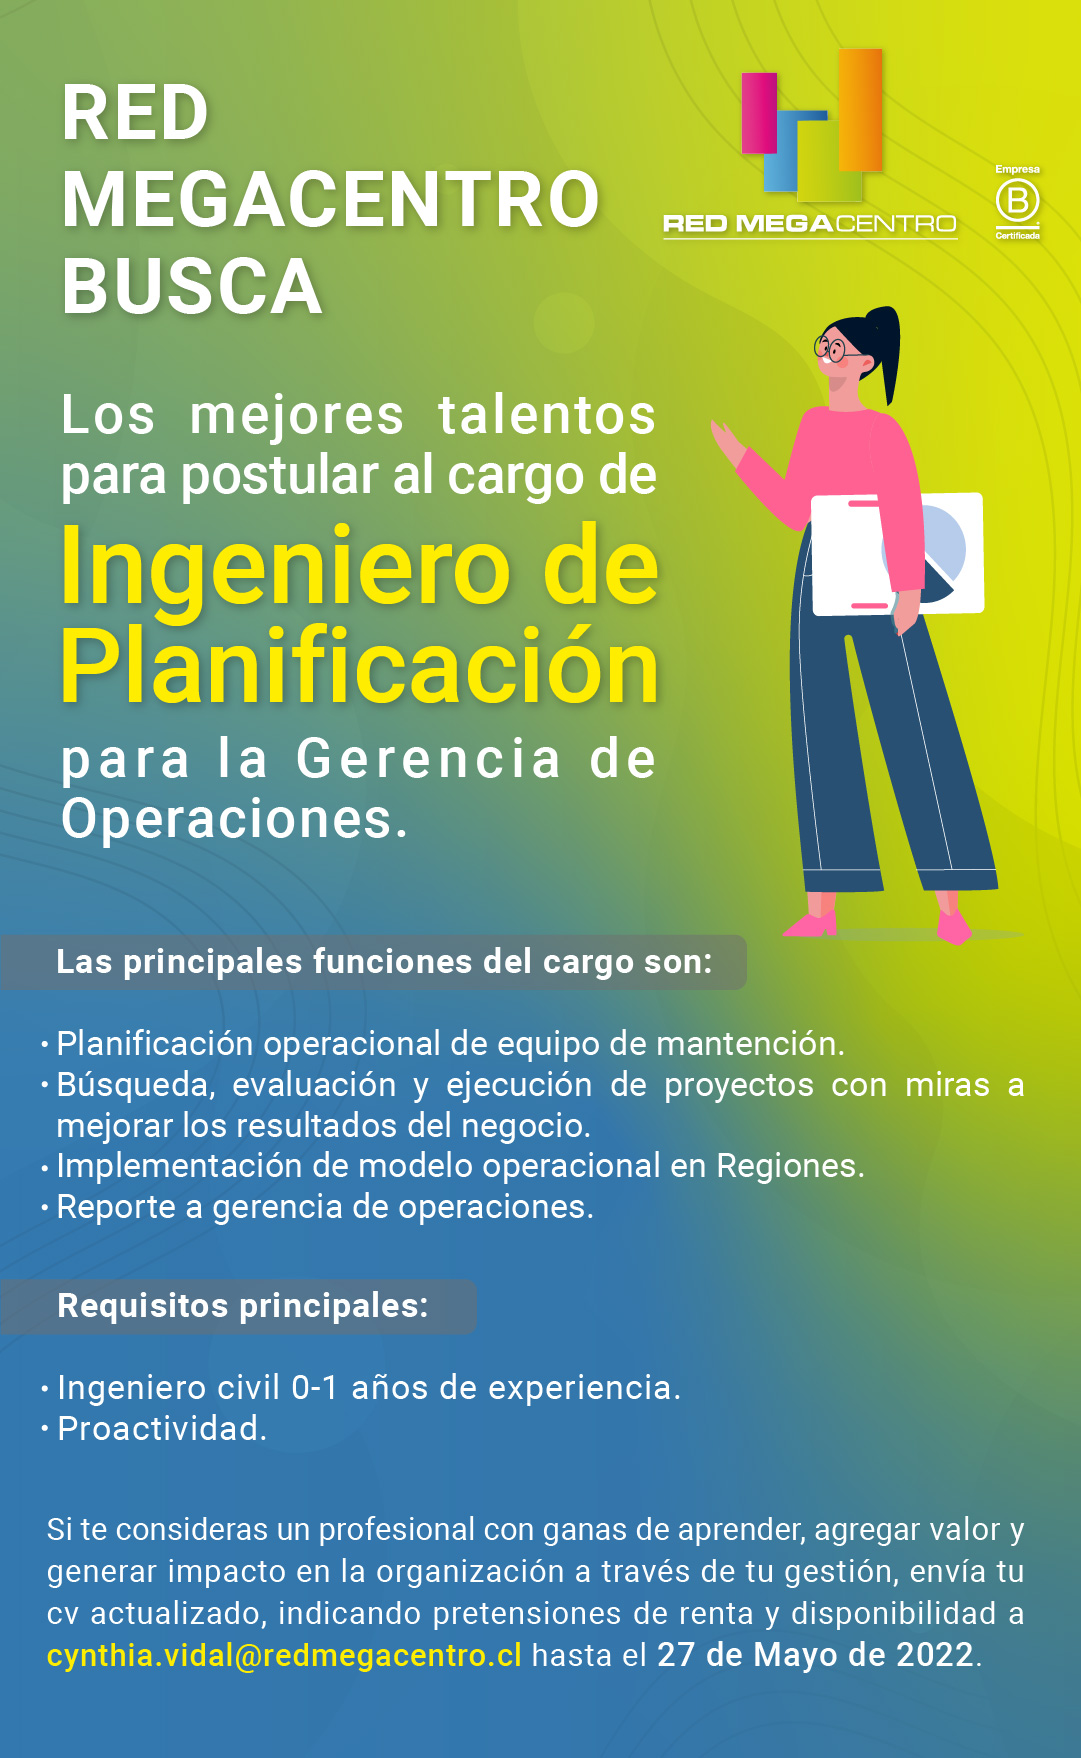 RED
MEGACENTRO
BUSCA
RED MEGACENTRO
Empresa
B
Certificada
Los mejores talentos
para postular al cargo de
Ingeniero de
Planificación
para la Gerencia de
Operaciones.
Las principales funciones del cargo son:
• Planificación operacional de equipo de mantención.
• Búsqueda, evaluación y ejecución de proyectos con miras a
mejorar los resultados del negocio.
• Implementación de modelo operacional en Regiones.
• Reporte a gerencia de operaciones.
Requisitos principales:
• Ingeniero civil 0-1 años de experiencia.
• Proactividad.
Si te consideras un profesional con ganas de aprender, agregar valor y
generar impacto en la organización a través de tu gestión, envía tu
cv actualizado, indicando pretensiones de renta y disponibilidad a
cynthia.vidal@redmegacentro.cl hasta el 27 de Mayo de 2022.